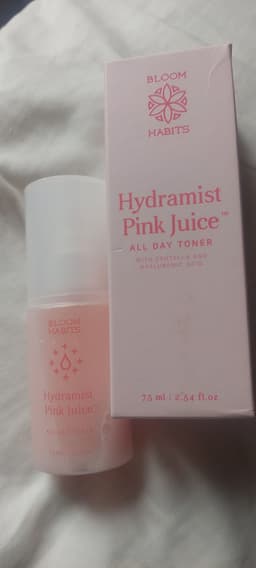 BLOOM
HABITS
Hydramist
Pink Juice™
ALL DAY TONER
WITH CENTELLA AND
HYALURONIC ACID
75 ml : 2.54 fl.oz
BLOOM
HABITS
Hydramist
Pink Juice™